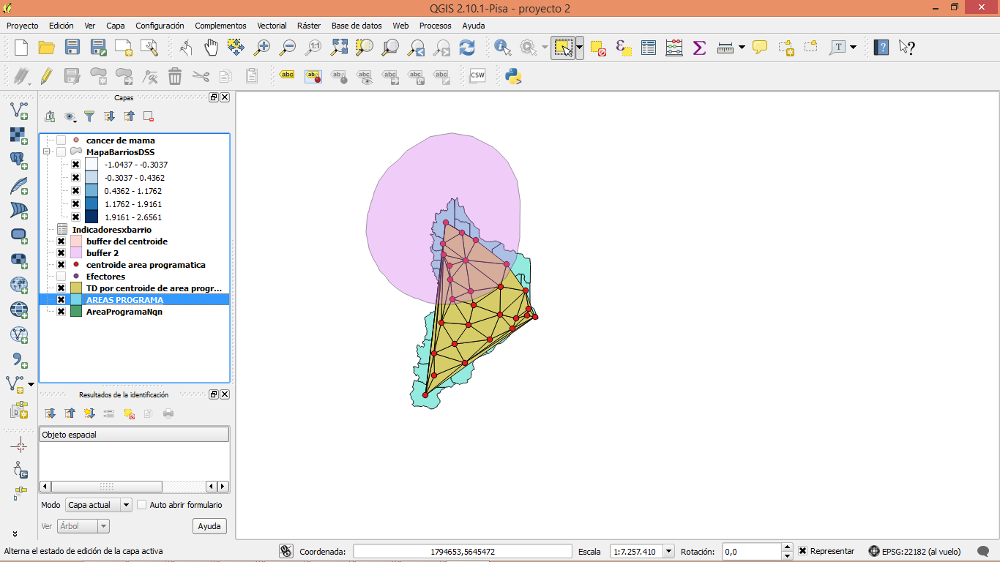 QGIS 2.10.1-Pisa - proyecto 2
Proyecto Edición Ver Capa Configuración Complementos Vectorial Ráster Base de datos Web Procesos Ayuda
1:1
abc ab abc abc abc abc abc CSW
Capas
cancer de mama
MapaBarriosDSS
-1.0437 - -0.3037
-0.3037 - 0.4362
0.4362 - 1.1762
1.1762 - 1.9161
1.9161 - 2.6561
Indicadoresxbarrio
buffer del centroide
buffer 2
centroide area programatica
Efectores
TD por centroide de area progr...
AREAS PROGRAMA
AreaProgramaNqn
Resultados de la identificación
Objeto espacial
Modo Capa actual Auto abrir formulario
Ver Árbol Ayuda
Alterna el estado de edición de la capa activa Coordenada: 1794653,5645472 Escala 1:7.257.410 Rotación: 0,0 Representar EPSG:22182 (al vuelo)